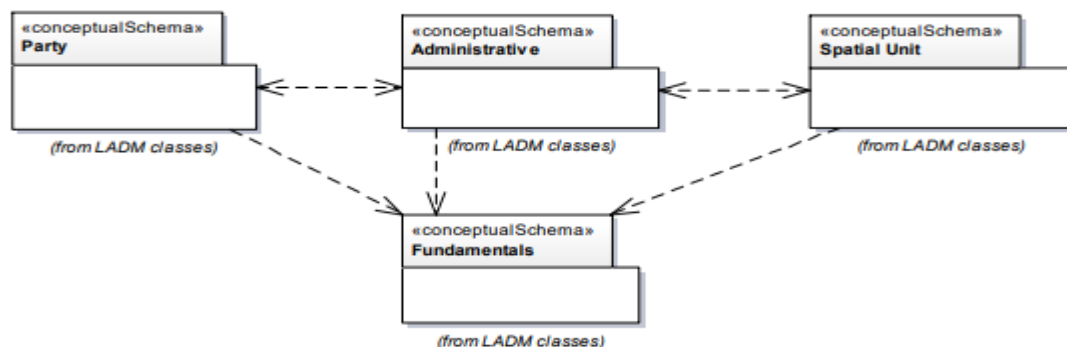 «conceptualSchema»
Party
(from LADM classes)
«conceptualSchema»
Administrative
(from LADM classes)
«conceptualSchema»
Spatial Unit
(from LADM classes)
«conceptualSchema»
Fundamentals
(from LADM classes)